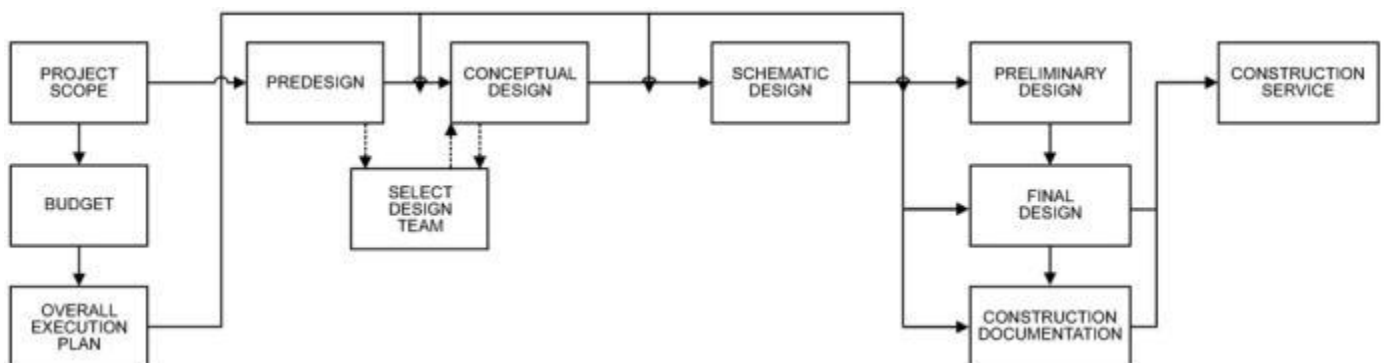 PROJECT
SCOPE
PREDESIGN
CONCEPTUAL
DESIGN
SCHEMATIC
DESIGN
PRELIMINARY
DESIGN
CONSTRUCTION
SERVICE
BUDGET
SELECT
DESIGN
TEAM
FINAL
DESIGN
OVERALL
EXECUTION
PLAN
CONSTRUCTION
DOCUMENTATION